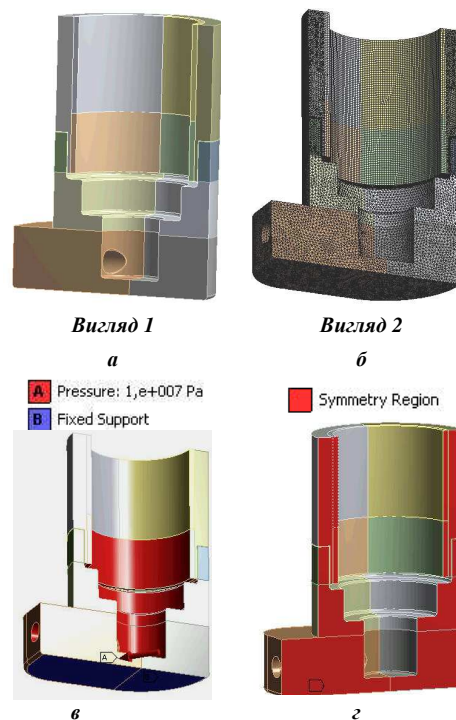 Вигляд 1
Вигляд 2
а
б
A Pressure: 1,e+007 Pa
B Fixed Support
Symmetry Region
A
B
в
г